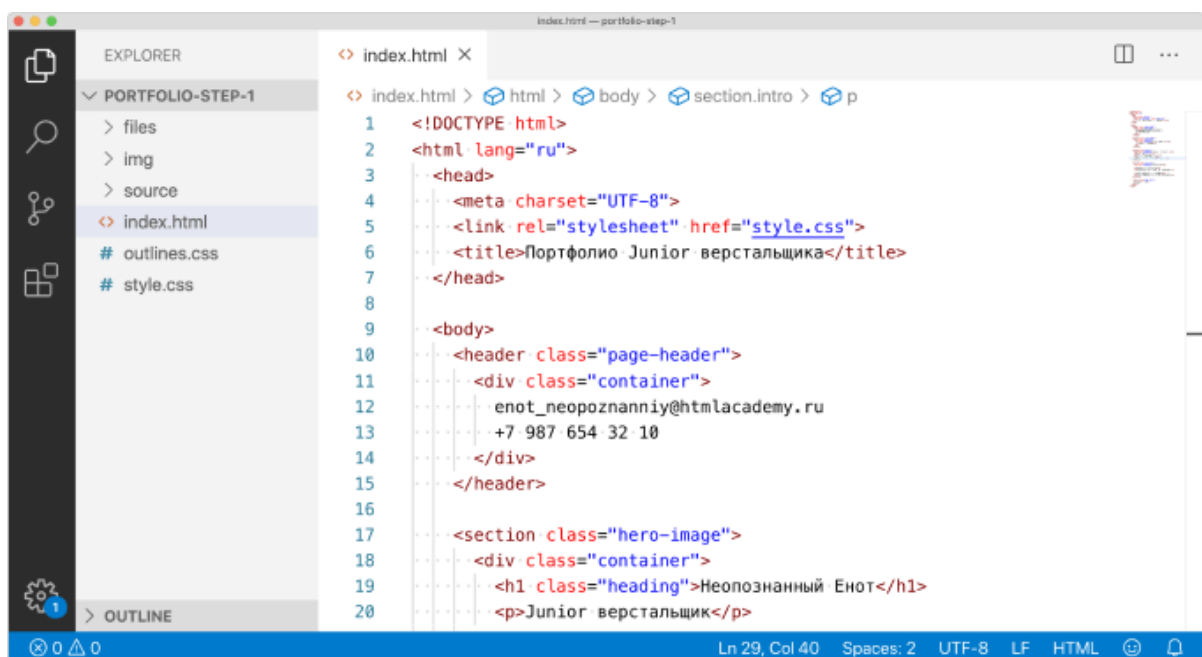 index.html — portfolio-step-1
EXPLORER
index.html
PORTFOLIO-STEP-1
files
img
source
index.html
outlines.css
style.css
OUTLINE
index.html > html > body > section.intro > p
1 <!DOCTYPE html>
2 <html lang="ru">
3 <head>
4 <meta charset="UTF-8">
5 <link rel="stylesheet" href="style.css">
6 <title>Портфолио Junior верстальщика</title>
7 </head>
8
9 <body>
10 <header class="page-header">
11 <div class="container">
12 enot_neopoznanniy@htmlacademy.ru
13 +7 987 654 32 10
14 </div>
15 </header>
16
17 <section class="hero-image">
18 <div class="container">
19 <h1 class="heading">Неопознанный Енот</h1>
20 <p>Junior верстальщик</p>
1
0 0 Ln 29, Col 40 Spaces: 2 UTF-8 LF HTML